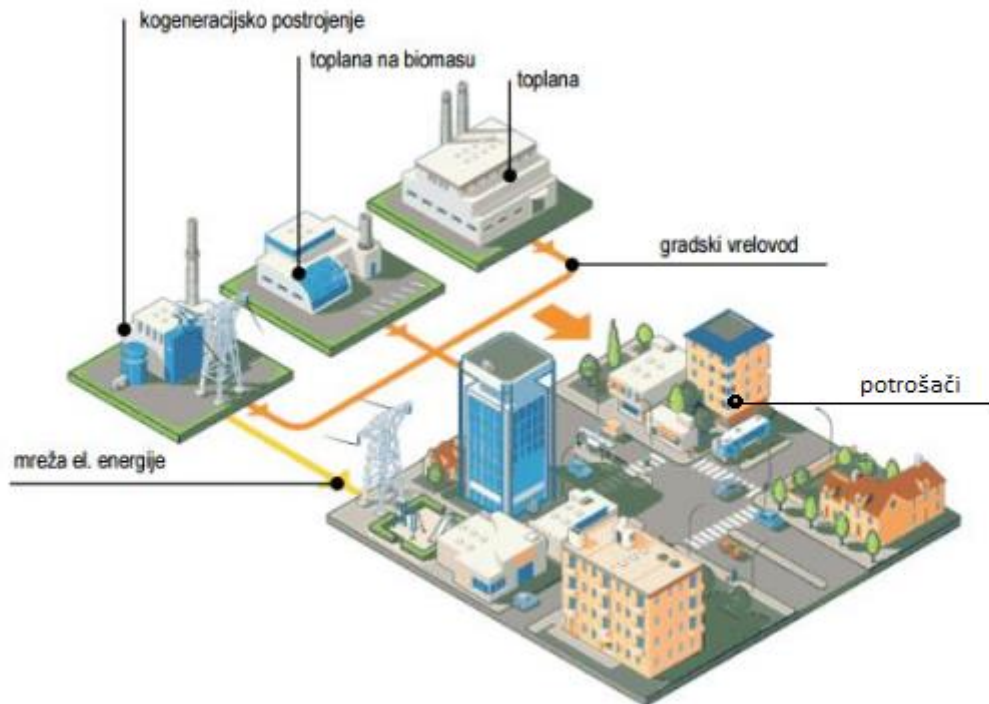 kogeneracijsko postrojenje
toplana na biomasu
toplana
gradski vrelovod
potrošači
mreža el. energije